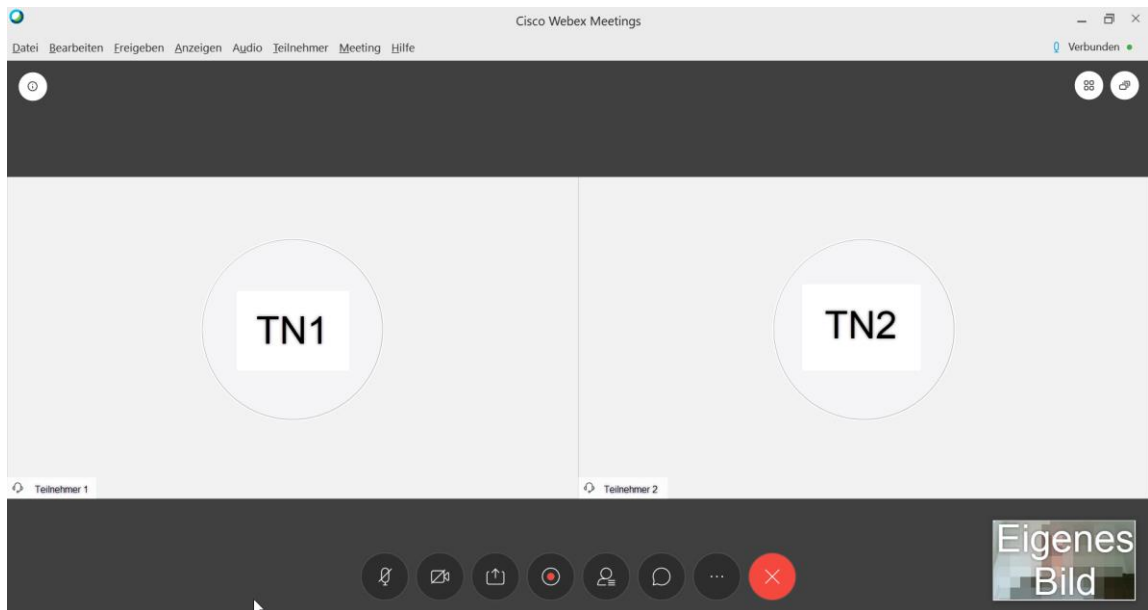 Cisco Webex Meetings
Datei Bearbeiten Freigeben Anzeigen Audio Teilnehmer Meeting Hilfe
Verbunden
TN1
TN2
Teilnehmer 1
Teilnehmer 2
Eigenes
Bild